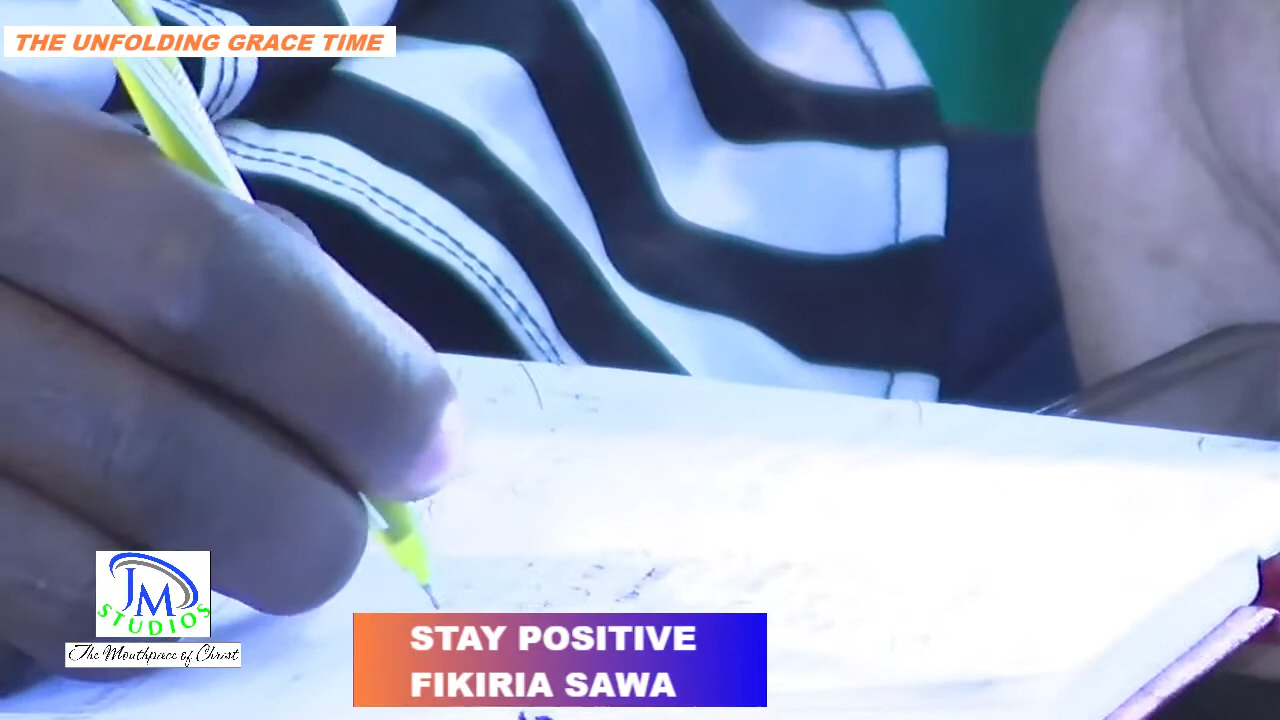 THE UNFOLDING GRACE TIME
JM
STUDIOS
The Mouthpiece of Christ
STAY POSITIVE
FIKIRIA SAWA